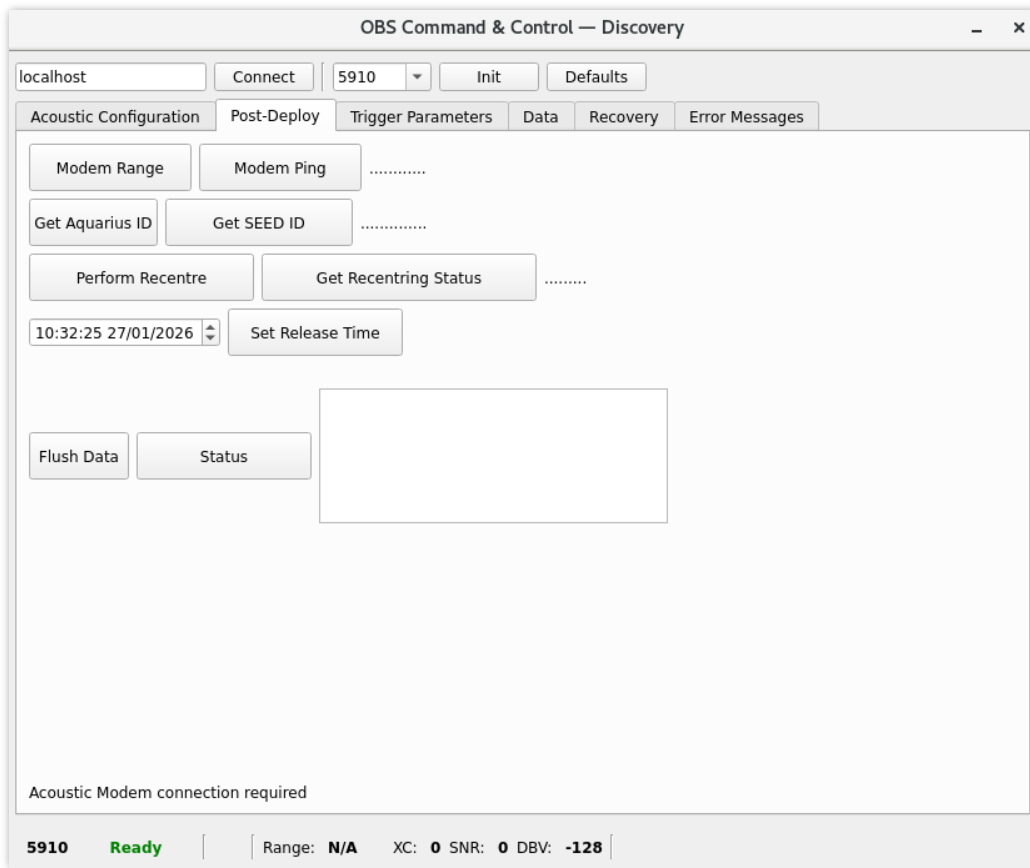 OBS Command & Control — Discovery
localhost Connect 5910 Init Defaults
Acoustic Configuration Post-Deploy Trigger Parameters Data Recovery Error Messages
Modem Range Modem Ping ............
Get Aquarius ID Get SEED ID ..............
Perform Recentre Get Recentring Status .........
10:32:25 27/01/2026 Set Release Time
Flush Data Status
Acoustic Modem connection required
5910 Ready Range: N/A XC: 0 SNR: 0 DBV: -128